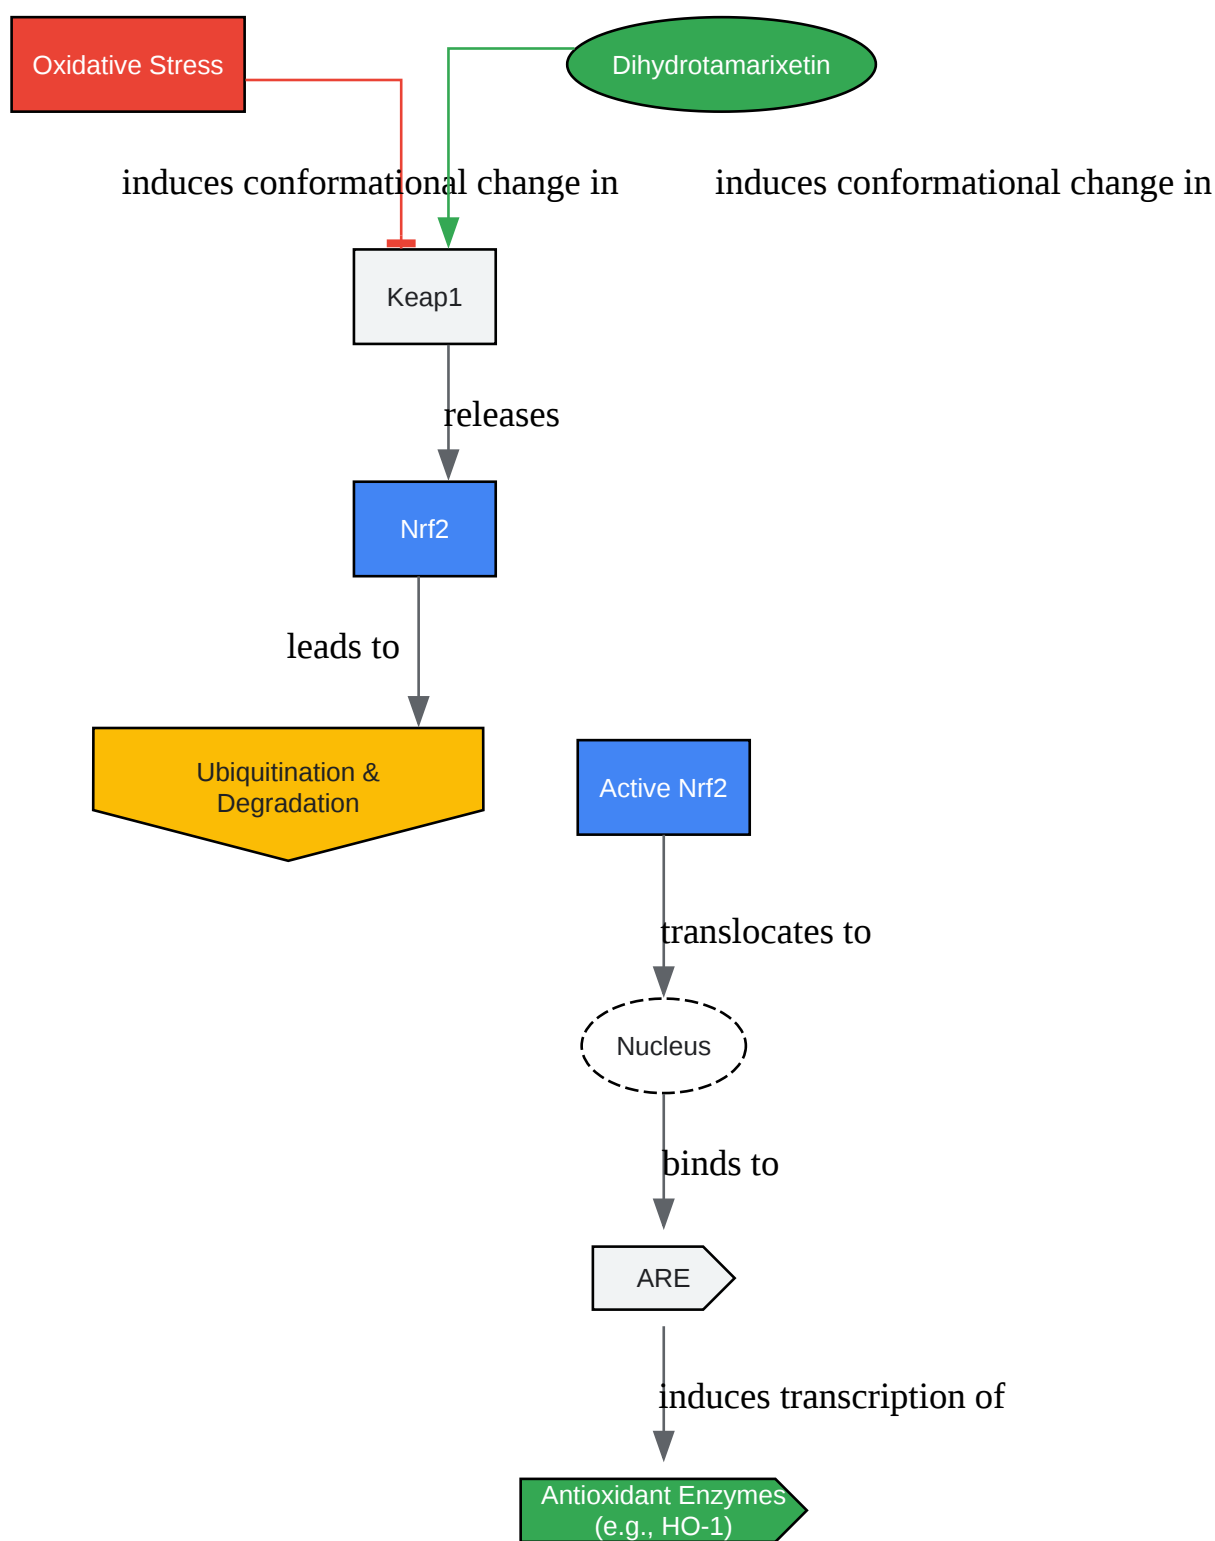 Oxidative Stress
Dihydrotamarixetin
induces conformational change in
induces conformational change in
Keap1
releases
Nrf2
leads to
Ubiquitination &
Degradation
Active Nrf2
translocates to
Nucleus
binds to
ARE
induces transcription of
Antioxidant Enzymes
(e.g., HO-1)